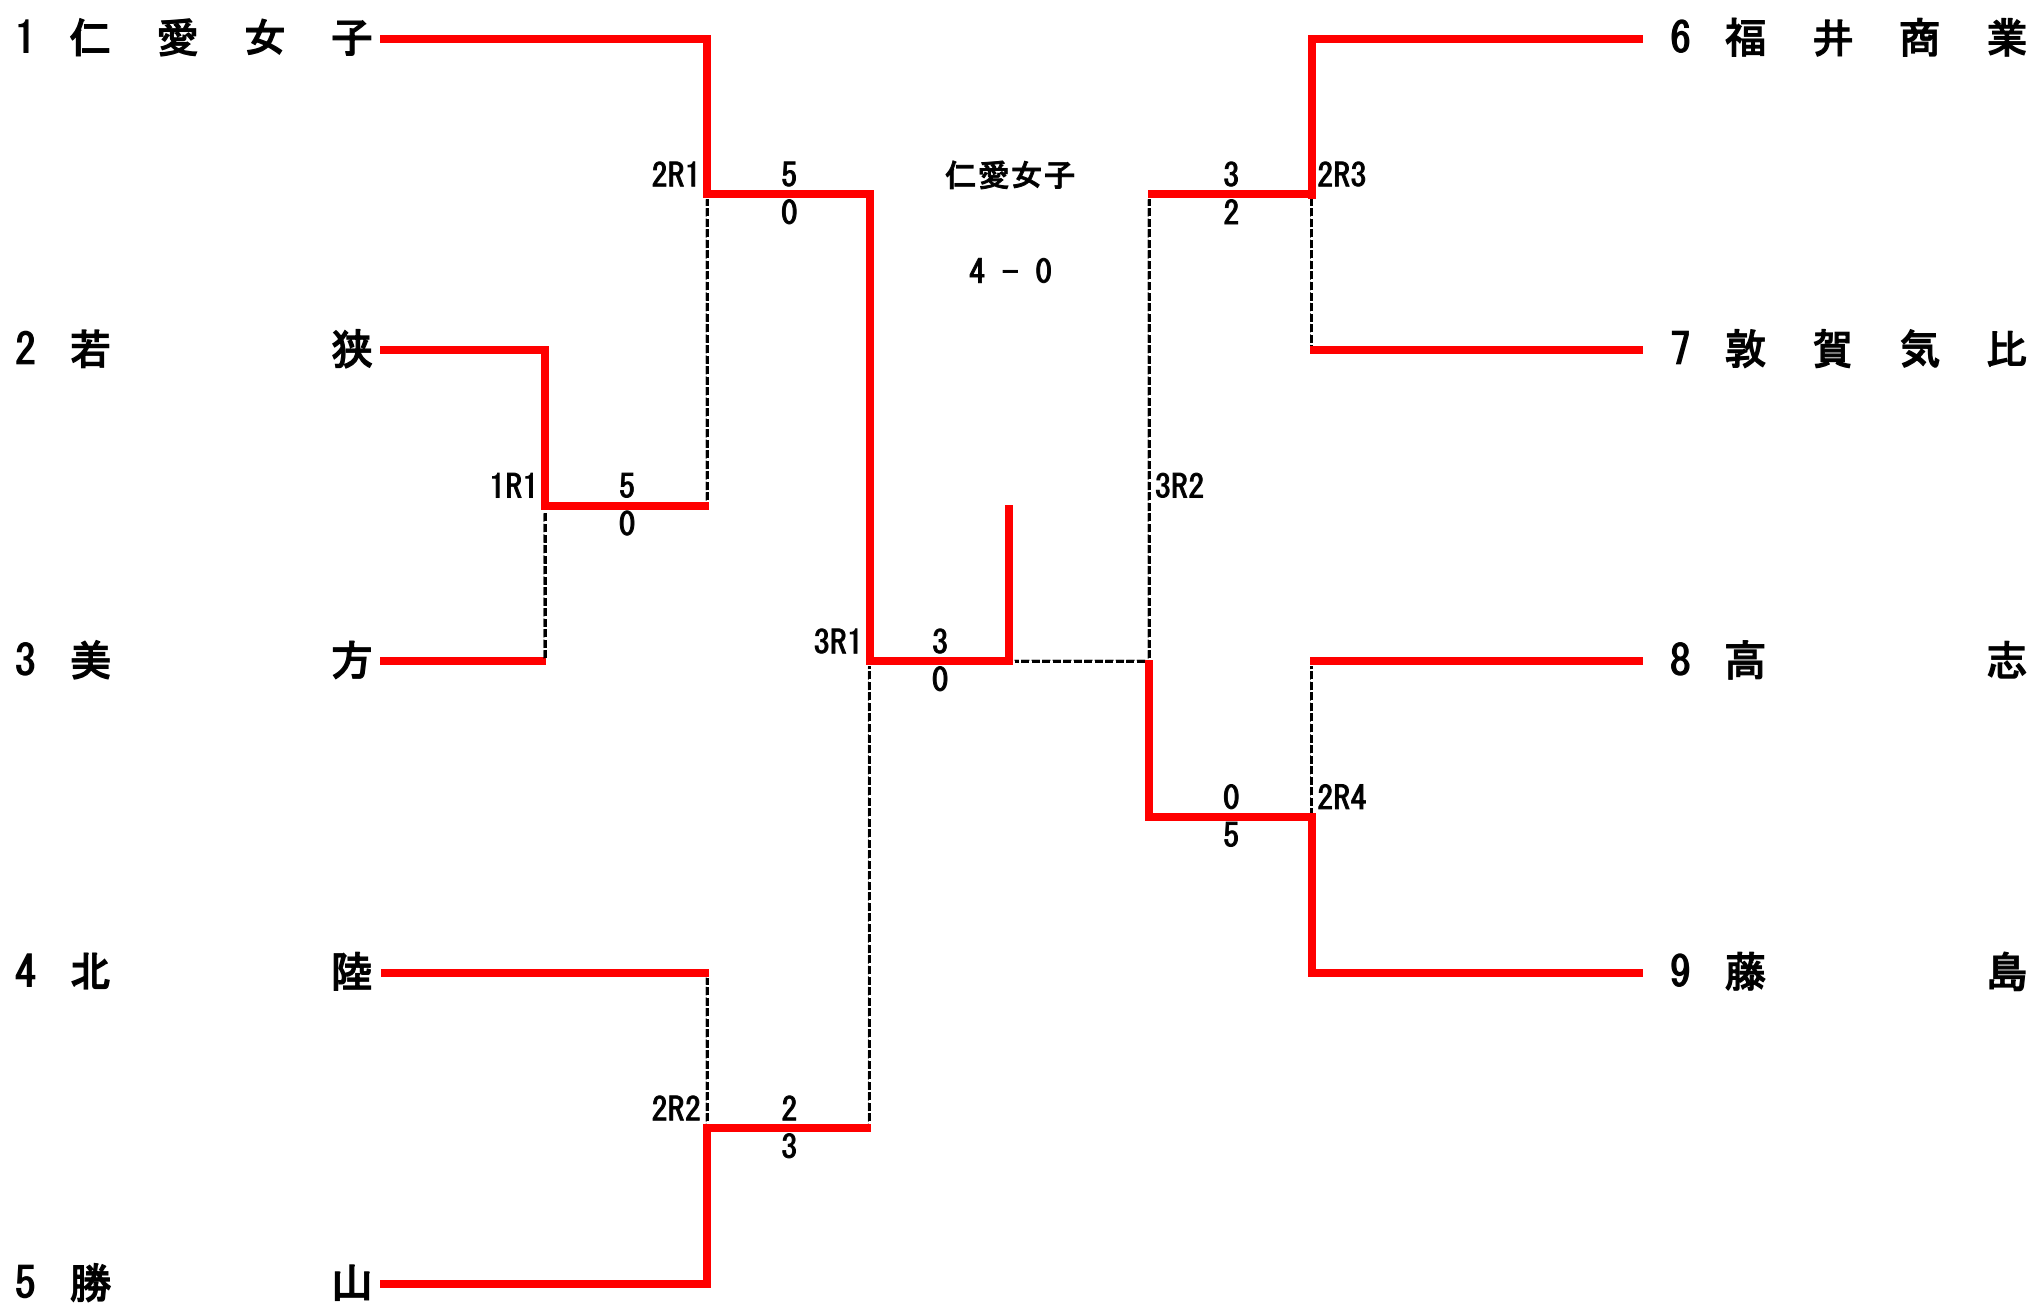 1 仁愛女子
6 福井商業
2R1
5
0
仁愛女子
3
2
2R3
4 - 0
2 若狭
7 敦賀気比
1R1
5
0
3R2
3 美方
3R1
3
0
8 高志
0
5
2R4
4 北陸
9 藤島
2R2
2
3
5 勝山